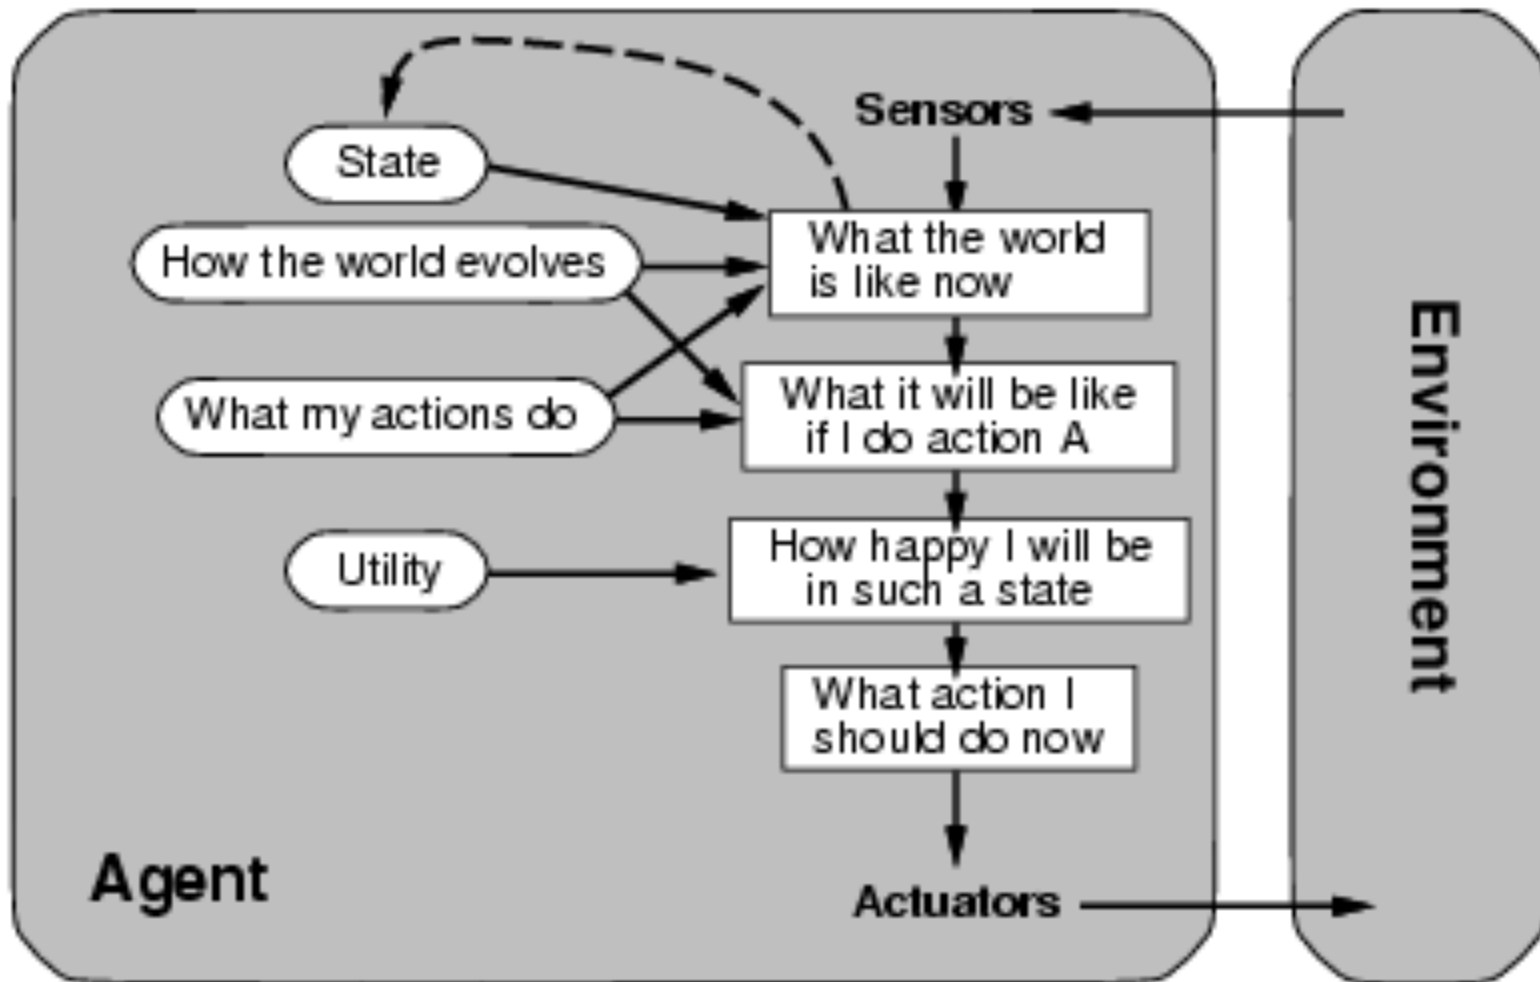 Sensors
State
What the world
is like now
How the world evolves
What it will be like
if I do action A
What my actions do
How happy I will be
in such a state
Utility
What action I
should do now
Agent
Actuators
Environment